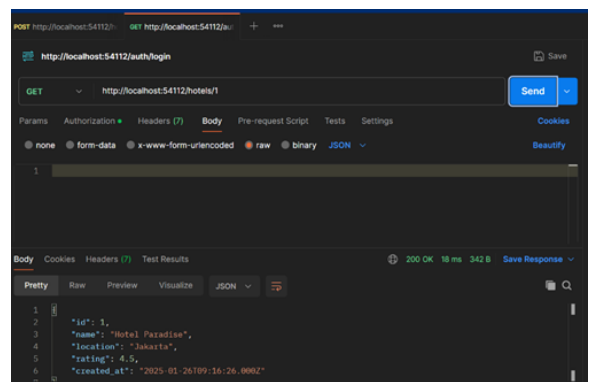 POST http://localhost:54112/h GET http://localhost:54112/au + •••
http://localhost:54112/auth/login Save
GET http://localhost:54112/hotels/1 Send
Params Authorization Headers (7) Body Pre-request Script Tests Settings Cookies
none form-data x-www-form-urlencoded raw binary JSON Beautify
1
Body Cookies Headers (7) Test Results 200 OK 18 ms 342 B Save Response
Pretty Raw Preview Visualize JSON
1 {
2 "id": 1,
3 "name": "Hotel Paradise",
4 "location": "Jakarta",
5 "rating": 4.5,
6 "created_at": "2025-01-26T09:16:26.000Z"